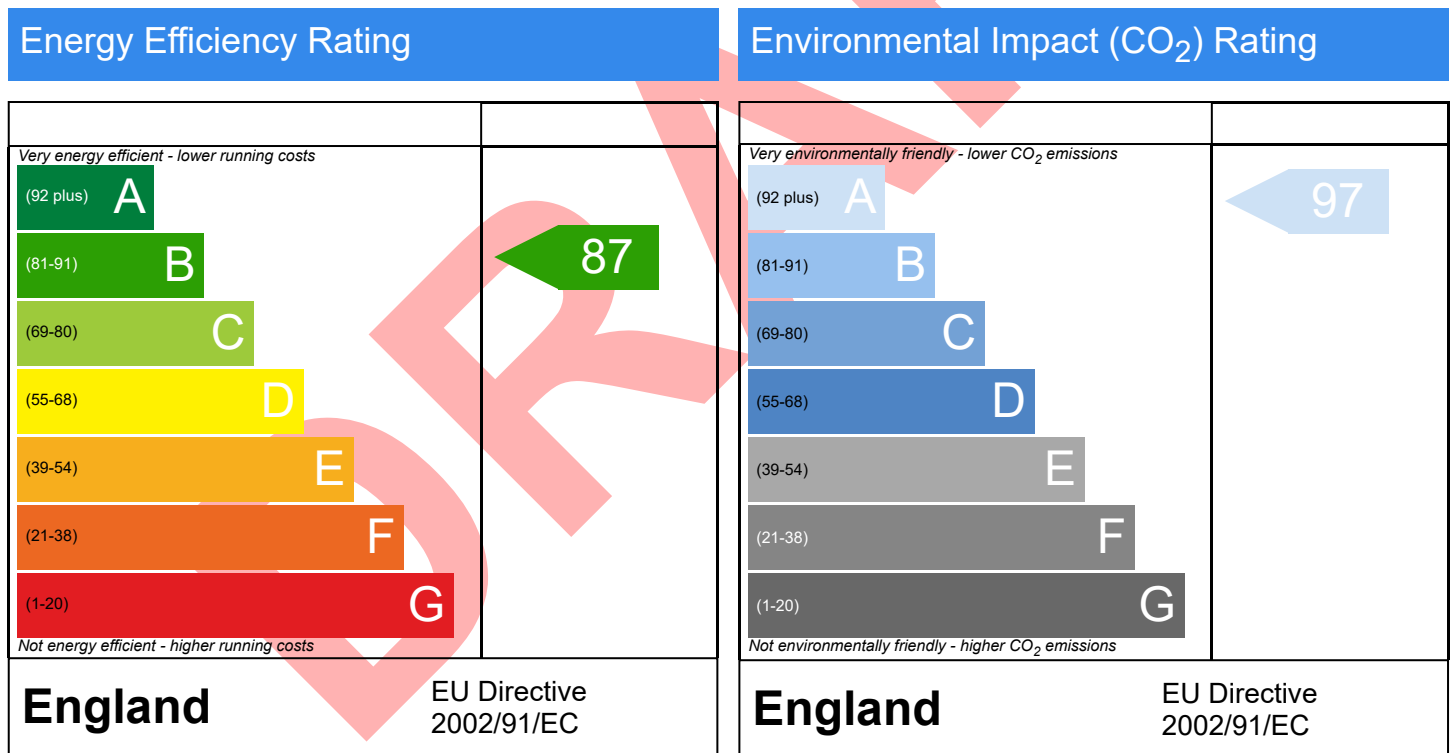 Energy Efficiency Rating
Very energy efficient - lower running costs
(92 plus) A
(81-91) B
(69-80) C
(55-68) D
(39-54) E
(21-38) F
(1-20) G
Not energy efficient - higher running costs
87
England
EU Directive
2002/91/EC
Environmental Impact (CO₂) Rating
Very environmentally friendly - lower CO₂ emissions
(92 plus) A
(81-91) B
(69-80) C
(55-68) D
(39-54) E
(21-38) F
(1-20) G
Not environmentally friendly - higher CO₂ emissions
97
England
EU Directive
2002/91/EC